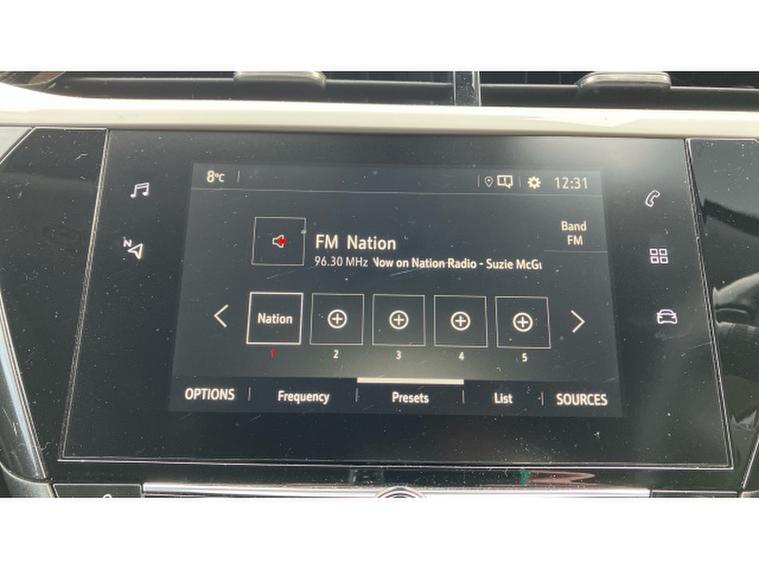 8°C 12:31
N
Band
FM
FM Nation
96.30 MHz Now on Nation Radio - Suzie McGu
Nation
1 2 3 4 5
OPTIONS Frequency Presets List SOURCES